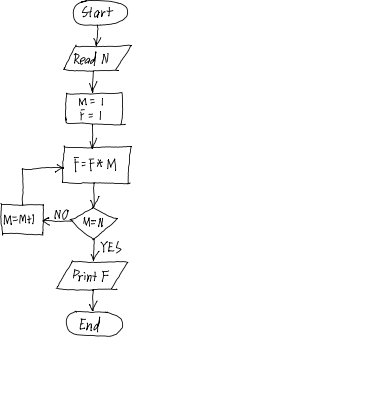 Start
Read N
M = 1
F = 1
F=F*M
M=M+1
NO
M=N
YES
Print F
End